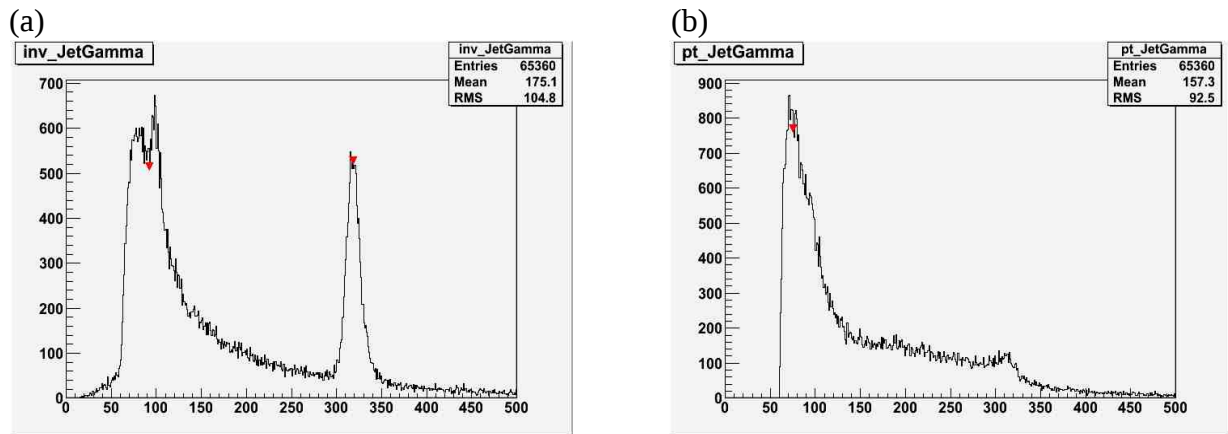 (a)
inv_JetGamma
inv_JetGamma
Entries 65360
Mean 175.1
RMS 104.8
700
600
500
400
300
200
100
0
0 50 100 150 200 250 300 350 400 450 500
(b)
pt_JetGamma
pt_JetGamma
Entries 65360
Mean 157.3
RMS 92.5
900
800
700
600
500
400
300
200
100
0
0 50 100 150 200 250 300 350 400 450 500